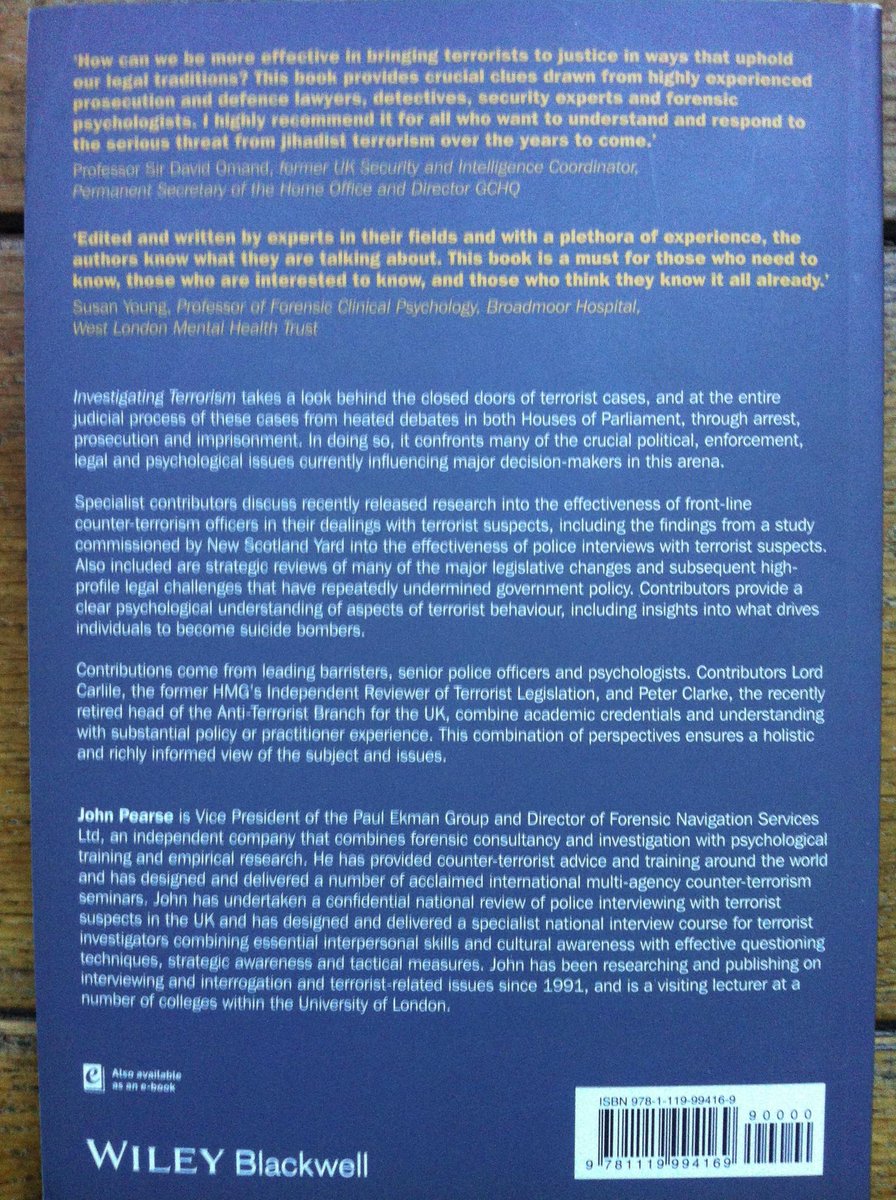 'How can we be more effective in bringing terrorists to justice in ways that uphold
our legal traditions? This book provides crucial clues drawn from highly experienced
prosecution and defence lawyers, detectives, security experts and forensic
psychologists. I highly recommend it for all who want to understand and respond to
the serious threat from jihadist terrorism over the years to come.'
Professor Sir David Omand, former UK Security and Intelligence Coordinator,
Permanent Secretary of the Home Office and Director GCHQ
'Edited and written by experts in their fields and with a plethora of experience, the
authors know what they are talking about. This book is a must for those who need to
know, those who are interested to know, and those who think they know it all already.'
Susan Young, Professor of Forensic Clinical Psychology, Broadmoor Hospital,
West London Mental Health Trust
Investigating Terrorism takes a look behind the closed doors of terrorist cases, and at the entire
judicial process of these cases from heated debates in both Houses of Parliament, through arrest,
prosecution and imprisonment. In doing so, it confronts many of the crucial political, enforcement,
legal and psychological issues currently influencing major decision-makers in this arena.
Specialist contributors discuss recently released research into the effectiveness of front-line
counter-terrorism officers in their dealings with terrorist suspects, including the findings from a study
commissioned by New Scotland Yard into the effectiveness of police interviews with terrorist suspects.
Also included are strategic reviews of many of the major legislative changes and subsequent high-
profile legal challenges that have repeatedly undermined government policy. Contributors provide a
clear psychological understanding of aspects of terrorist behaviour, including insights into what drives
individuals to become suicide bombers.
Contributions come from leading barristers, senior police officers and psychologists. Contributors Lord
Carlile, the former HMG's Independent Reviewer of Terrorist Legislation, and Peter Clarke, the recently
retired head of the Anti-Terrorist Branch for the UK, combine academic credentials and understanding
with substantial policy or practitioner experience. This combination of perspectives ensures a holistic
and richly informed view of the subject and issues.
John Pearse is Vice President of the Paul Ekman Group and Director of Forensic Navigation Services
Ltd, an independent company that combines forensic consultancy and investigation with psychological
training and empirical research. He has provided counter-terrorist advice and training around the world
and has designed and delivered a number of acclaimed international multi-agency counter-terrorism
seminars. John has undertaken a confidential national review of police interviewing with terrorist
suspects in the UK and has designed and delivered a specialist national interview course for terrorist
investigators combining essential interpersonal skills and cultural awareness with effective questioning
techniques, strategic awareness and tactical measures. John has been researching and publishing on
interviewing and interrogation and terrorist-related issues since 1991, and is a visiting lecturer at a
number of colleges within the University of London.
e Also available
as an e-book
WILEY Blackwell
ISBN 978-1-119-99416-9
90000
9 781119 994169